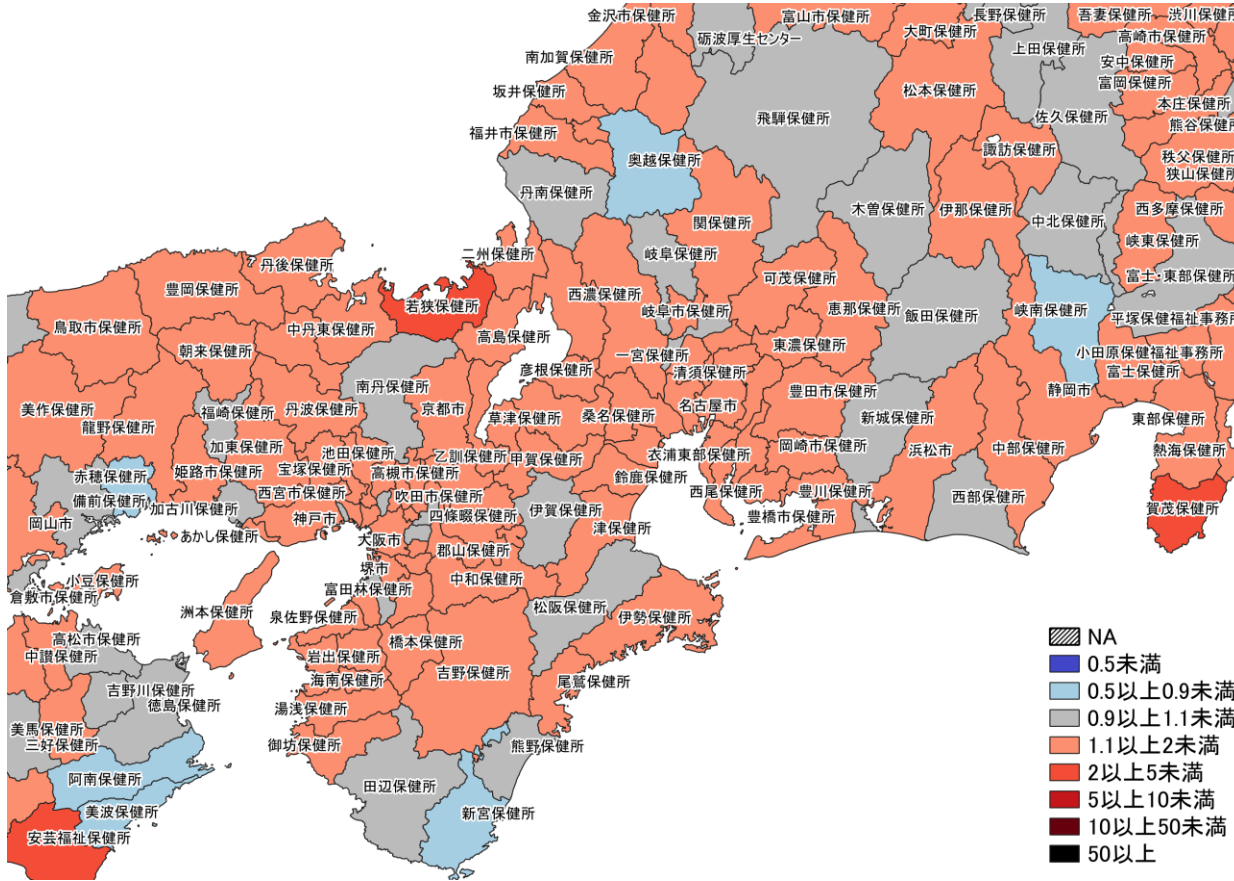 金沢市保健所
富山市保健所
長野保健所
吾妻保健所
渋川保健所
砺波厚生センター
大町保健所
高崎市保健所
南加賀保健所
上田保健所
安中保健所
富岡保健所
坂井保健所
松本保健所
本庄保健所
飛騨保健所
佐久保健所
熊谷保健所
福井市保健所
諏訪保健所
秩父保健所
奥越保健所
狭山保健所
丹南保健所
木曽保健所
伊那保健所
西多摩保健所
関保健所
中北保健所
峡東保健所
二州保健所
岐阜保健所
丹後保健所
可茂保健所
富士・東部保健所
豊岡保健所
西濃保健所
若狭保健所
恵那保健所
峡南保健所
岐阜市保健所
飯田保健所
平塚保健福祉事務所
鳥取市保健所
中丹東保健所
高島保健所
東濃保健所
朝来保健所
一宮保健所
小田原保健福祉事務所
彦根保健所
清須保健所
富士保健所
南丹保健所
豊田市保健所
静岡市
美作保健所
福崎保健所
丹波保健所
京都市
名古屋市
草津保健所
桑名保健所
新城保健所
東部保健所
龍野保健所
加東保健所
岡崎市保健所
浜松市
中部保健所
池田保健所
乙訓保健所
衣浦東部保健所
熱海保健所
赤穂保健所
姫路市保健所
宝塚保健所
高槻市保健所
甲賀保健所
鈴鹿保健所
備前保健所
西宮市保健所
吹田市保健所
西尾保健所
豊川保健所
西部保健所
加古川保健所
伊賀保健所
賀茂保健所
岡山市
神戸市
四條畷保健所
豊橋市保健所
あかし保健所
大阪市
津保健所
郡山保健所
堺市
小豆保健所
中和保健所
倉敷市保健所
富田林保健所
松阪保健所
洲本保健所
泉佐野保健所
伊勢保健所
高松市保健所
橋本保健所
中讃保健所
岩出保健所
吉野保健所
海南保健所
尾鷲保健所
吉野川保健所
徳島保健所
湯浅保健所
美馬保健所
三好保健所
御坊保健所
熊野保健所
阿南保健所
田辺保健所
美波保健所
新宮保健所
安芸福祉保健所
NA
0.5未満
0.5以上0.9未満
0.9以上1.1未満
1.1以上2未満
2以上5未満
5以上10未満
10以上50未満
50以上